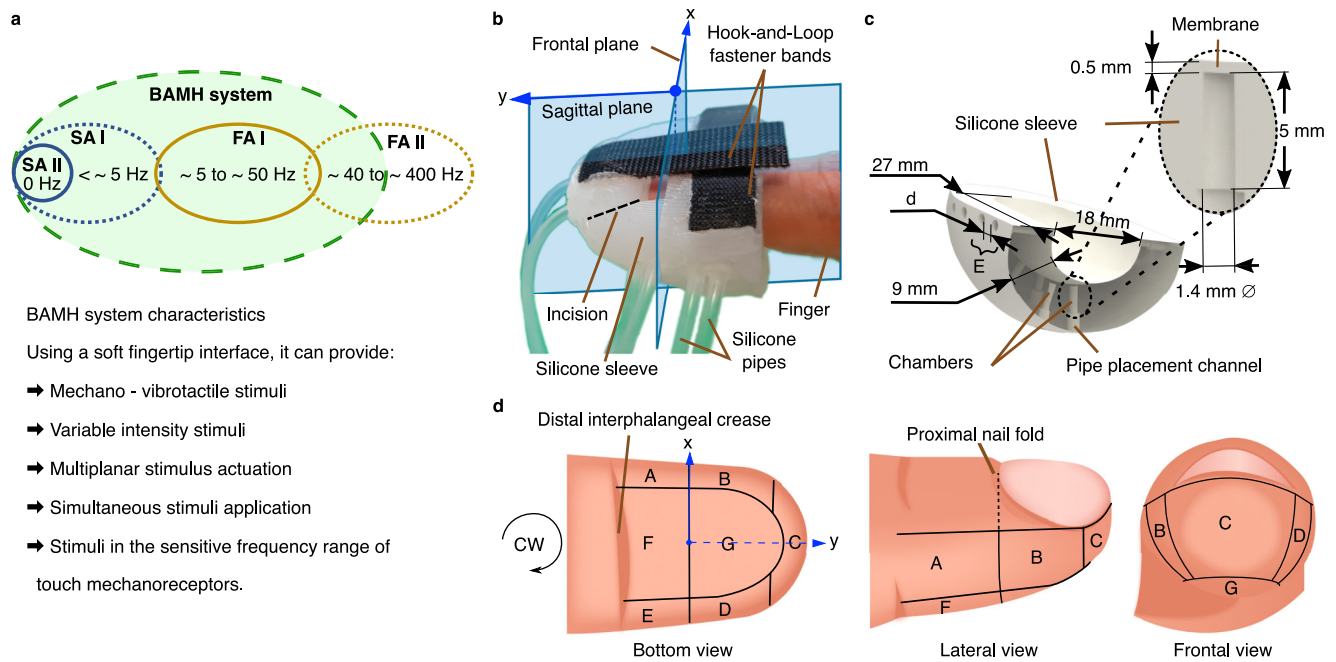 a
BAMH system
SA I
FA I
FA II
SA II
0 Hz
< ~ 5 Hz
~ 5 to ~ 50 Hz
~ 40 to ~ 400 Hz
BAMH system characteristics
Using a soft fingertip interface, it can provide:
➡ Mechano - vibrotactile stimuli
➡ Variable intensity stimuli
➡ Multiplanar stimulus actuation
➡ Simultaneous stimuli application
➡ Stimuli in the sensitive frequency range of
touch mechanoreceptors.
b
x
Frontal plane
Hook-and-Loop
fastener bands
y
Sagittal plane
Incision
Silicone sleeve
Silicone
pipes
Finger
c
Membrane
0.5 mm
Silicone sleeve
5 mm
27 mm
d
18 mm
E
9 mm
1.4 mm ∅
Chambers
Pipe placement channel
d
Distal interphalangeal crease
x
A
B
CW
F
G
C
y
E
D
Bottom view
Proximal nail fold
A
B
C
F
Lateral view
B
C
D
G
Frontal view